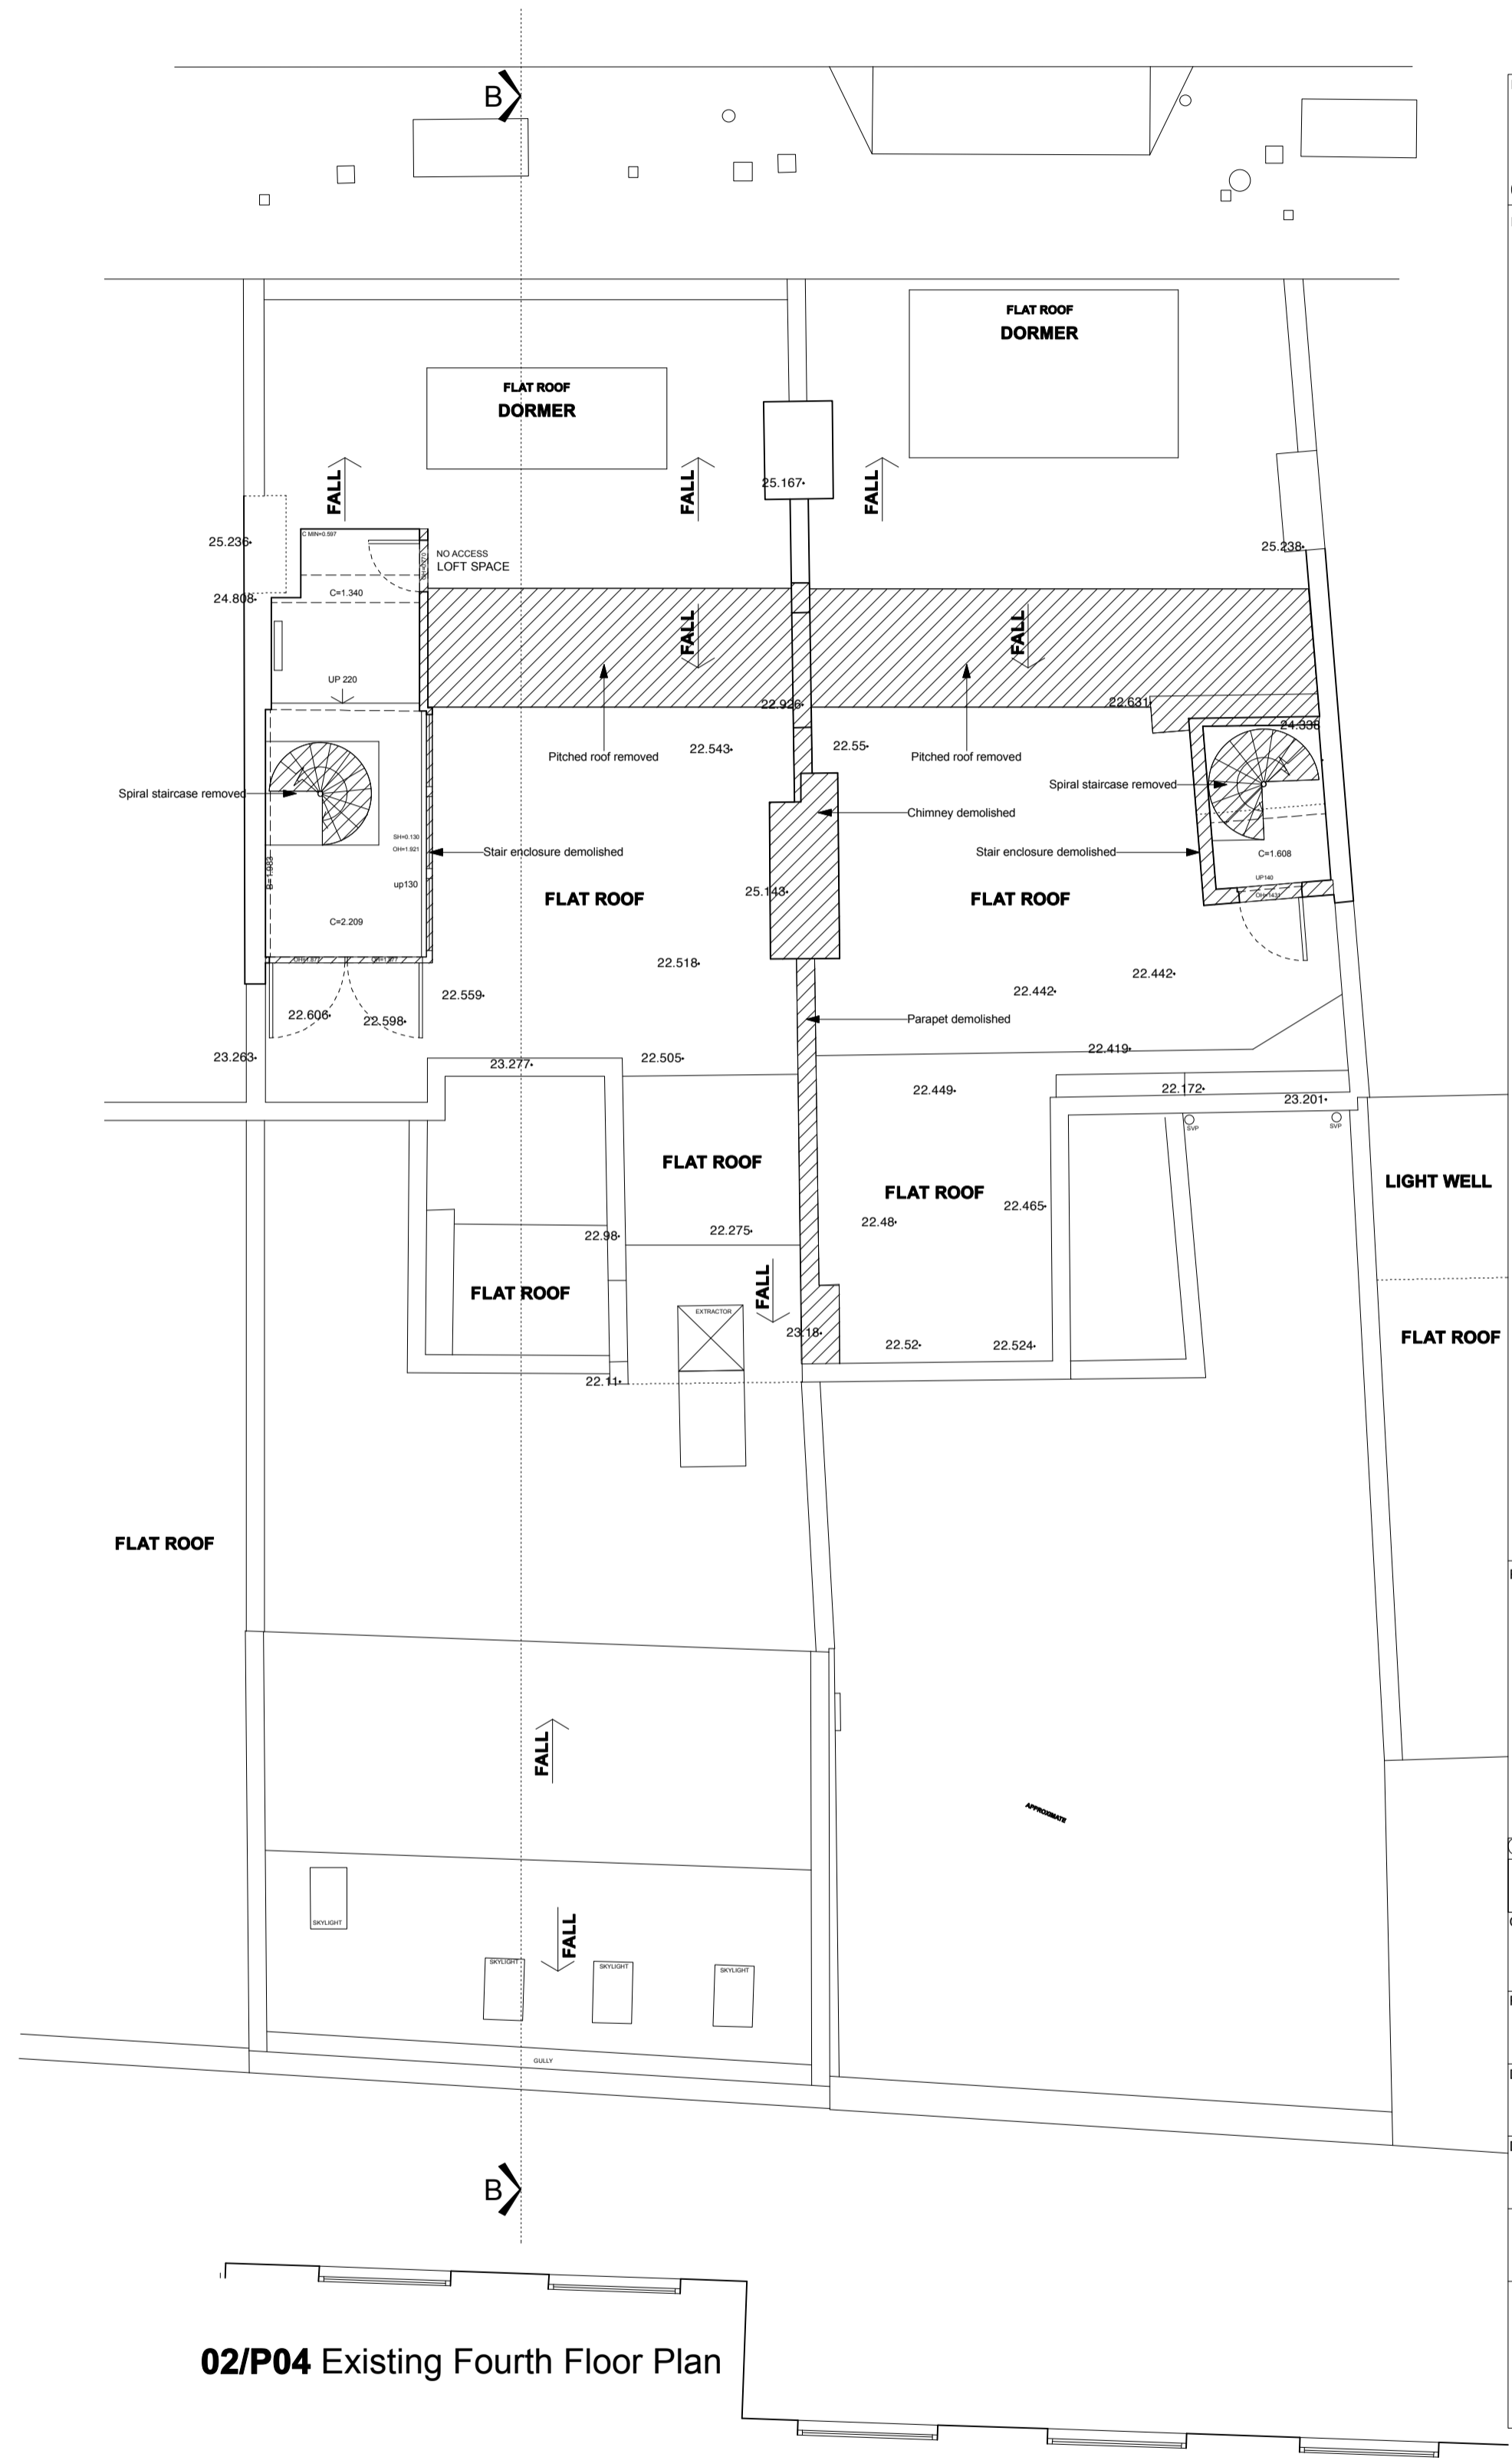 B
FLAT ROOF
DORMER
FLAT ROOF
DORMER
FALL
FALL
FALL
25.167
25.236
C MIN=0.597
NO ACCESS
LOFT SPACE
25.238
24.808
C=1.340
FALL
FALL
UP 220
22.926
22.631
24.338
22.543
22.55
Pitched roof removed
Pitched roof removed
Spiral staircase removed
Spiral staircase removed
Chimney demolished
SH=0.130
OH=1.921
Stair enclosure demolished
Stair enclosure demolished
C=1.608
B=1.983
up130
UP140
25.143
FLAT ROOF
FLAT ROOF
C=2.209
22.518
22.442
22.559
22.442
22.606
22.598
Parapet demolished
23.263
23.277
22.505
22.419
22.449
22.172
23.201
SVP
SVP
FLAT ROOF
LIGHT WELL
FLAT ROOF
22.465
22.48
22.98
22.275
FALL
FLAT ROOF
EXTRACTOR
23.18
FLAT ROOF
22.52
22.524
22.11
FLAT ROOF
FALL
APPROXIMATE
SKYLIGHT
FALL
SKYLIGHT
SKYLIGHT
SKYLIGHT
GULLY
B
02/P04 Existing Fourth Floor Plan